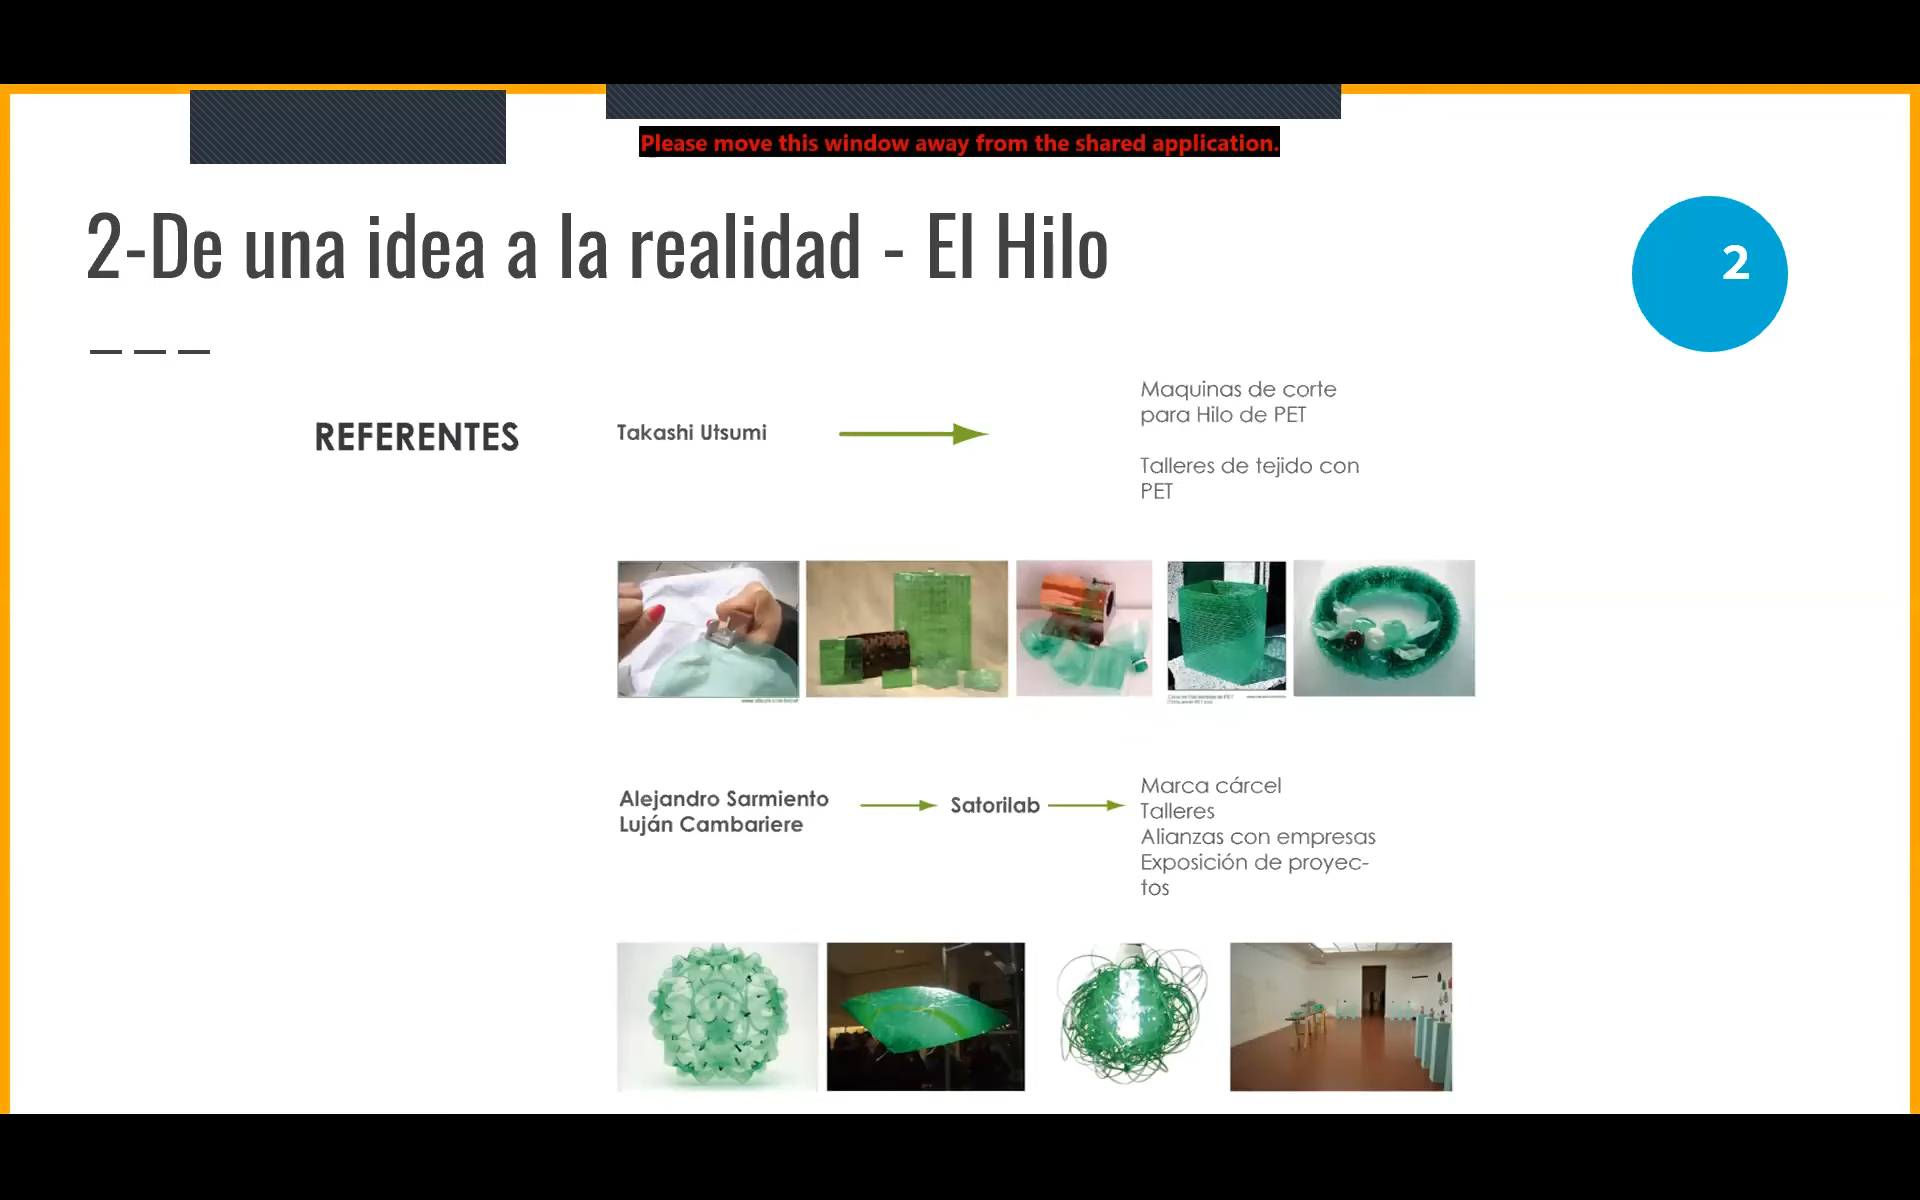 Please move this window away from the shared application.
2-De una idea a la realidad - El Hilo
2
REFERENTES
Takashi Utsumi
Maquinas de corte
para Hilo de PET
Talleres de tejido con
PET
Alejandro Sarmiento
Luján Cambariere
Satorilab
Marca cárcel
Talleres
Alianzas con empresas
Exposición de proyec-
tos